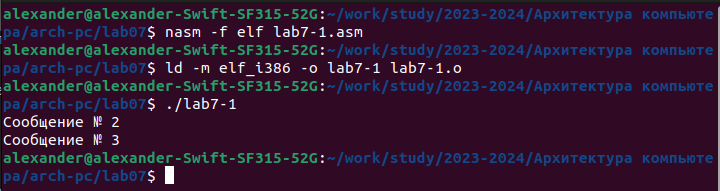 alexander@alexander-Swift-SF315-52G:~/work/study/2023-2024/Архитектура компьюте
ра/arch-pc/lab07$ nasm -f elf lab7-1.asm
alexander@alexander-Swift-SF315-52G:~/work/study/2023-2024/Архитектура компьюте
ра/arch-pc/lab07$ ld -m elf_i386 -o lab7-1 lab7-1.o
alexander@alexander-Swift-SF315-52G:~/work/study/2023-2024/Архитектура компьюте
ра/arch-pc/lab07$ ./lab7-1
Сообщение № 2
Сообщение № 3
alexander@alexander-Swift-SF315-52G:~/work/study/2023-2024/Архитектура компьюте
ра/arch-pc/lab07$